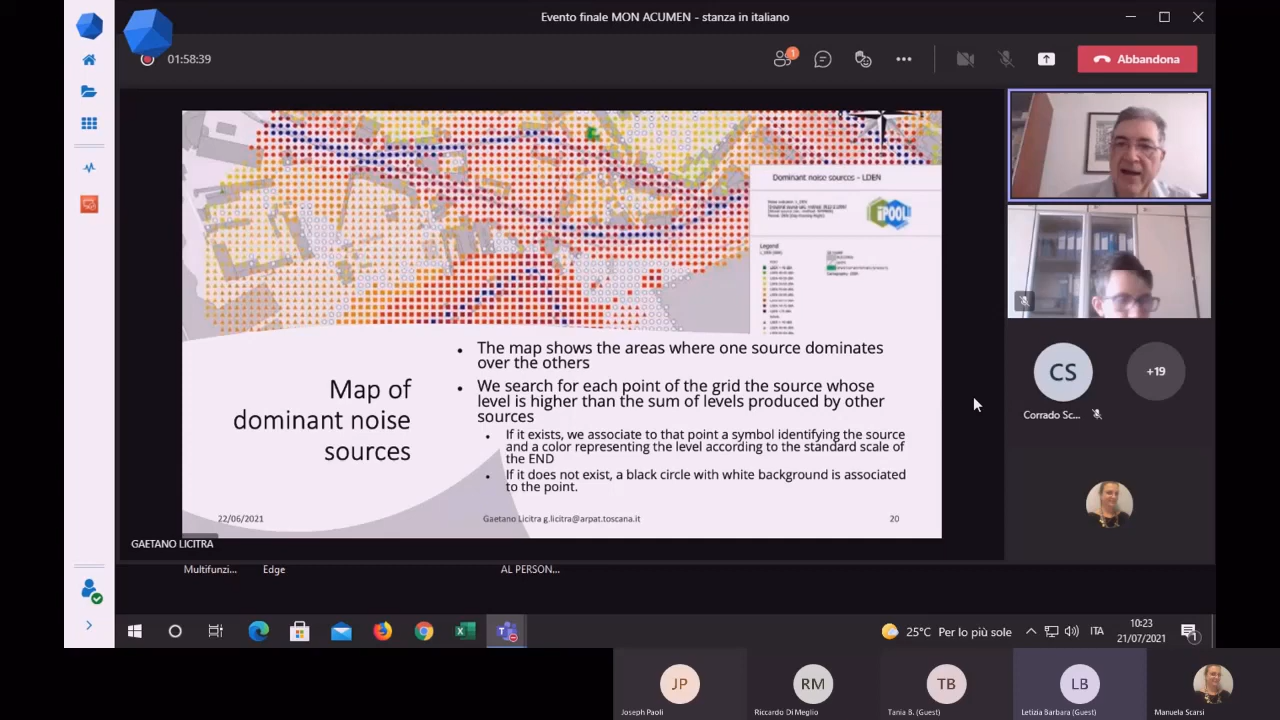 Evento finale MON ACUMEN - stanza in italiano
01:58:39
1
Abbandona
Dominant noise sources - LDEN
iPOOL
Legend
Map of
dominant noise
sources
The map shows the areas where one source dominates
over the others
We search for each point of the grid the source whose
level is higher than the sum of levels produced by other
sources
If it exists, we associate to that point a symbol identifying the source
and a color representing the level according to the standard scale of
the END
If it does not exist, a black circle with white background is associated
to the point.
22/06/2021
Gaetano Licitra g.licitra@arpat.toscana.it
20
GAETANO LICITRA
CS
Corrado Sc...
+19
Multifunzi...
Edge
AL PERSON...
25°C Per lo più sole
ITA
10:23
21/07/2021
1
JP
Joseph Paoli
RM
Riccardo Di Meglio
TB
Tania B. (Guest)
LB
Letizia Barbara (Guest)
Manuela Scarsi